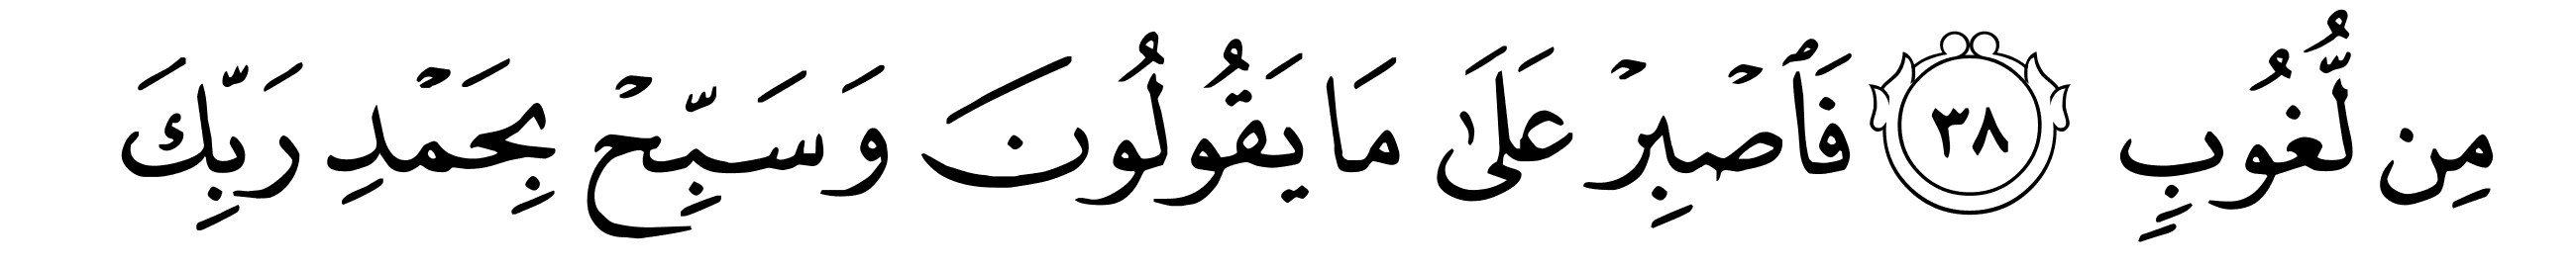 مِن لُّغُوبٍ ٣٨ فَٱصْبِرْ عَلَىٰ مَا يَقُولُونَ وَسَبِّحْ بِحَمْدِ رَبِّكَ